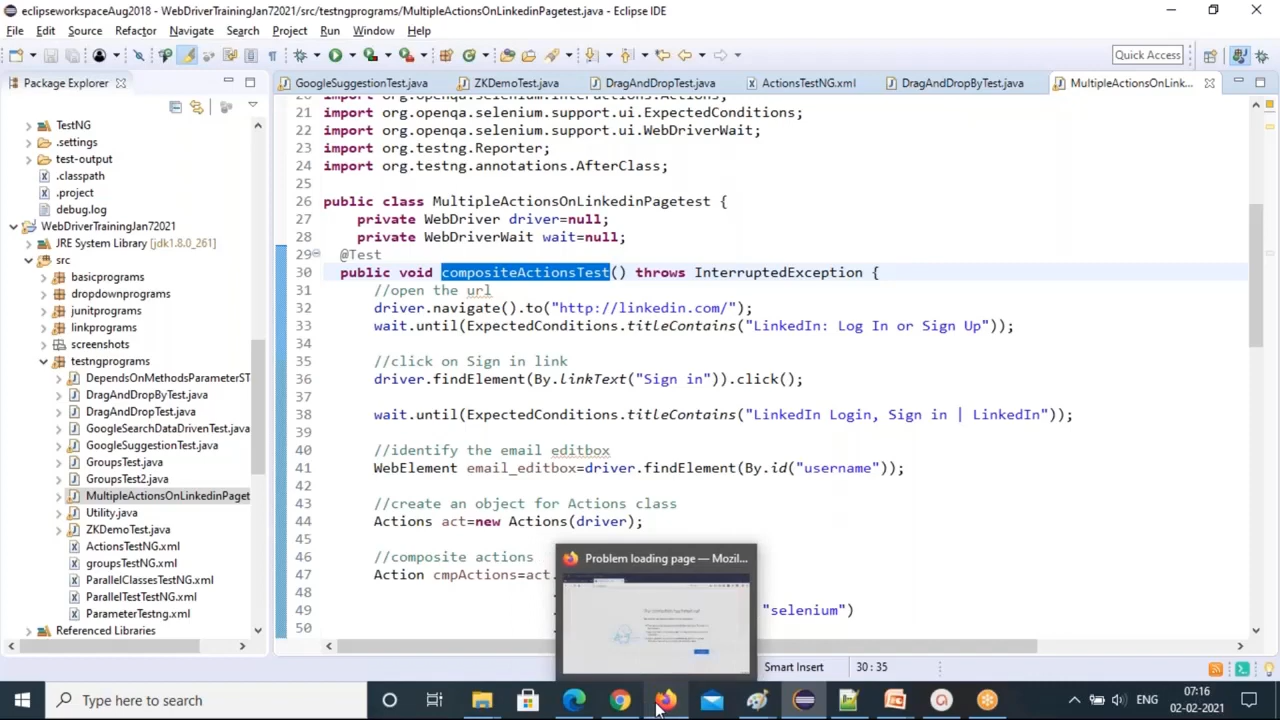 eclipseworkspaceAug2018 - WebDriverTrainingJan72021/src/testngprograms/MultipleActionsOnLinkedinPagetest.java - Eclipse IDE
File Edit Source Refactor Navigate Search Project Run Window Help
Quick Access
Package Explorer
TestNG
.settings
test-output
.classpath
.project
debug.log
WebDriverTrainingJan72021
JRE System Library [jdk1.8.0_261]
src
basicprograms
dropdownprograms
junitprograms
linkprograms
screenshots
testngprograms
DependsOnMethodsParameterST
DragAndDropByTest.java
DragAndDropTest.java
GoogleSearchDataDrivenTest.java
GoogleSuggestionTest.java
GroupsTest.java
GroupsTest2.java
MultipleActionsOnLinkedinPaget
Utility.java
ZKDemoTest.java
ActionsTestNG.xml
groupsTestNG.xml
ParallelClassesTestNG.xml
ParallelTestTestNG.xml
ParameterTestng.xml
Referenced Libraries
GoogleSuggestionTest.java ZKDemoTest.java DragAndDropTest.java ActionsTestNG.xml DragAndDropByTest.java MultipleActionsOnLink...
20 import org.openqa.selenium.interactions.Actions;
21 import org.openqa.selenium.support.ui.ExpectedConditions;
22 import org.openqa.selenium.support.ui.WebDriverWait;
23 import org.testng.Reporter;
24 import org.testng.annotations.AfterClass;
25
26 public class MultipleActionsOnLinkedinPagetest {
27 private WebDriver driver=null;
28 private WebDriverWait wait=null;
29 @Test
30 public void compositeActionsTest() throws InterruptedException {
31 //open the url
32 driver.navigate().to("http://linkedin.com/");
33 wait.until(ExpectedConditions.titleContains("LinkedIn: Log In or Sign Up"));
34
35 //click on Sign in link
36 driver.findElement(By.linkText("Sign in")).click();
37
38 wait.until(ExpectedConditions.titleContains("LinkedIn Login, Sign in | LinkedIn"));
39
40 //identify the email editbox
41 WebElement email_editbox=driver.findElement(By.id("username"));
42
43 //create an object for Actions class
44 Actions act=new Actions(driver);
45
46 //composite actions
47 Action cmpActions=act.
48
49 "selenium")
50
Problem loading page — Mozil...
Smart Insert 30 : 35
Type here to search
ENG
07:16
02-02-2021